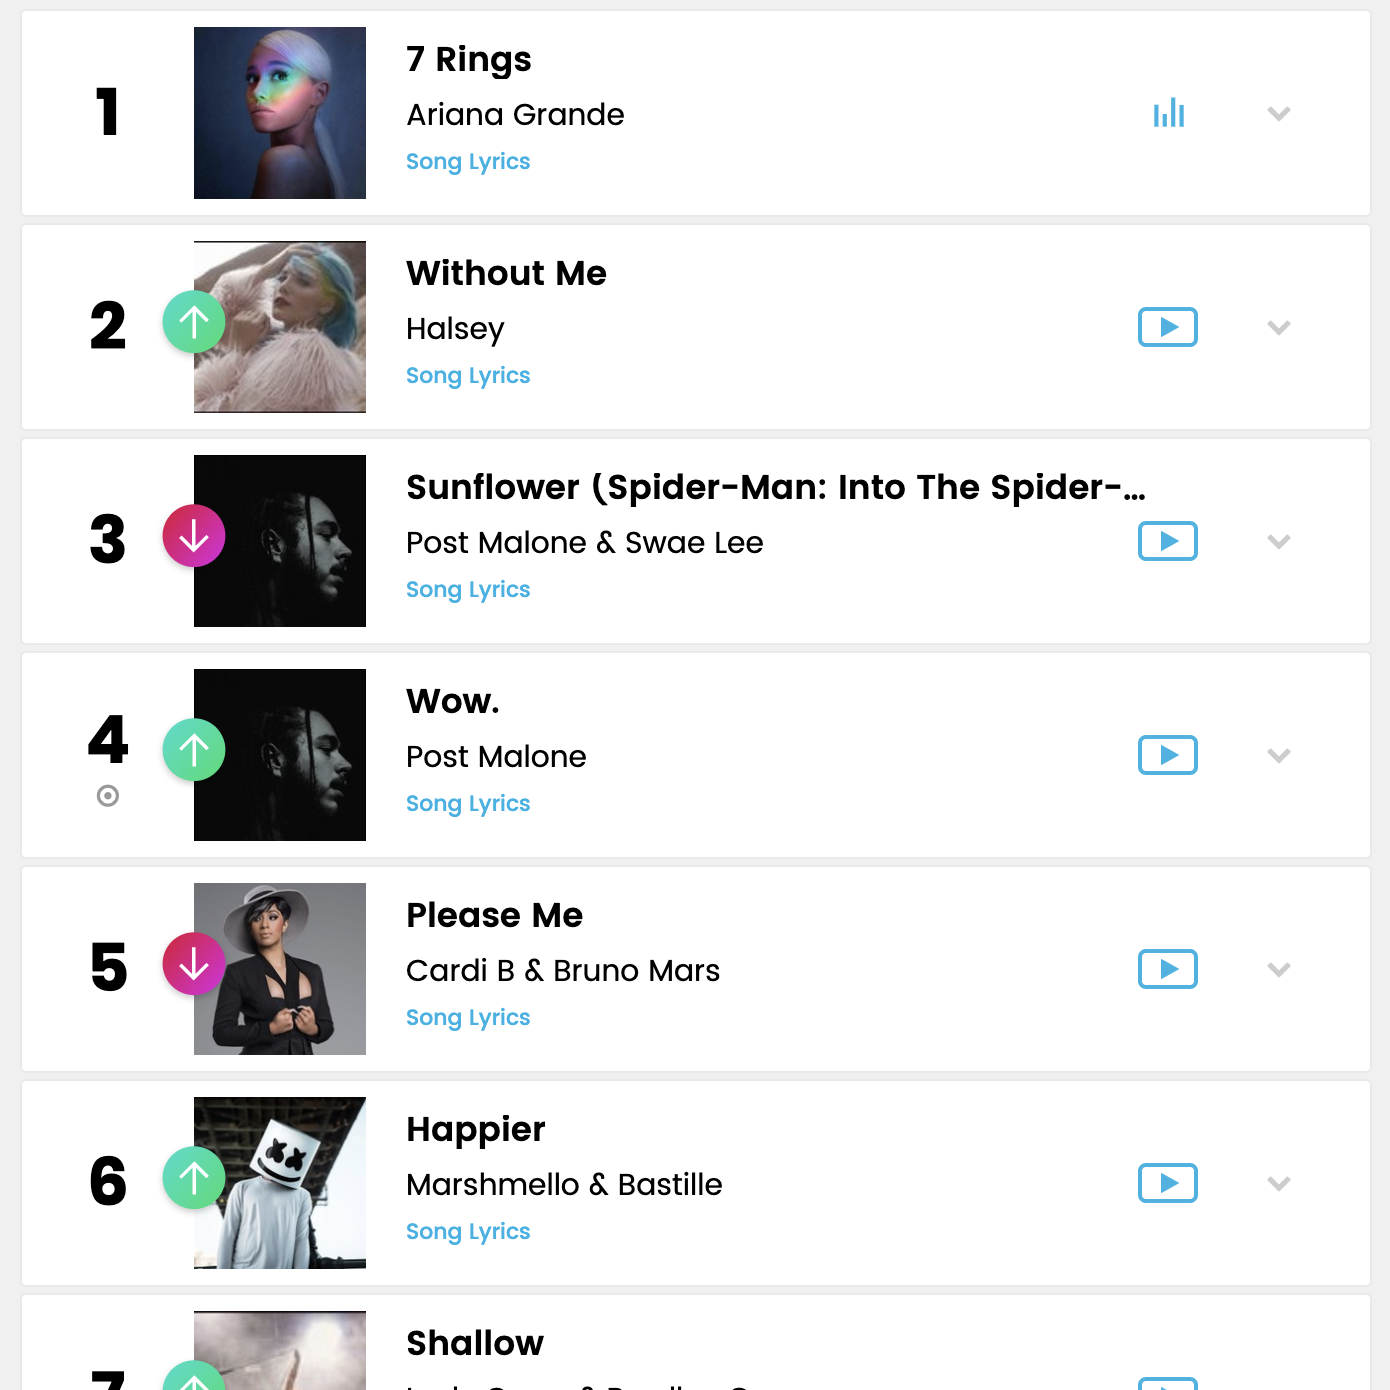 1
7 Rings
Ariana Grande
Song Lyrics
2
Without Me
Halsey
Song Lyrics
3
Sunflower (Spider-Man: Into The Spider-...
Post Malone & Swae Lee
Song Lyrics
4
Wow.
Post Malone
Song Lyrics
5
Please Me
Cardi B & Bruno Mars
Song Lyrics
6
Happier
Marshmello & Bastille
Song Lyrics
7
Shallow